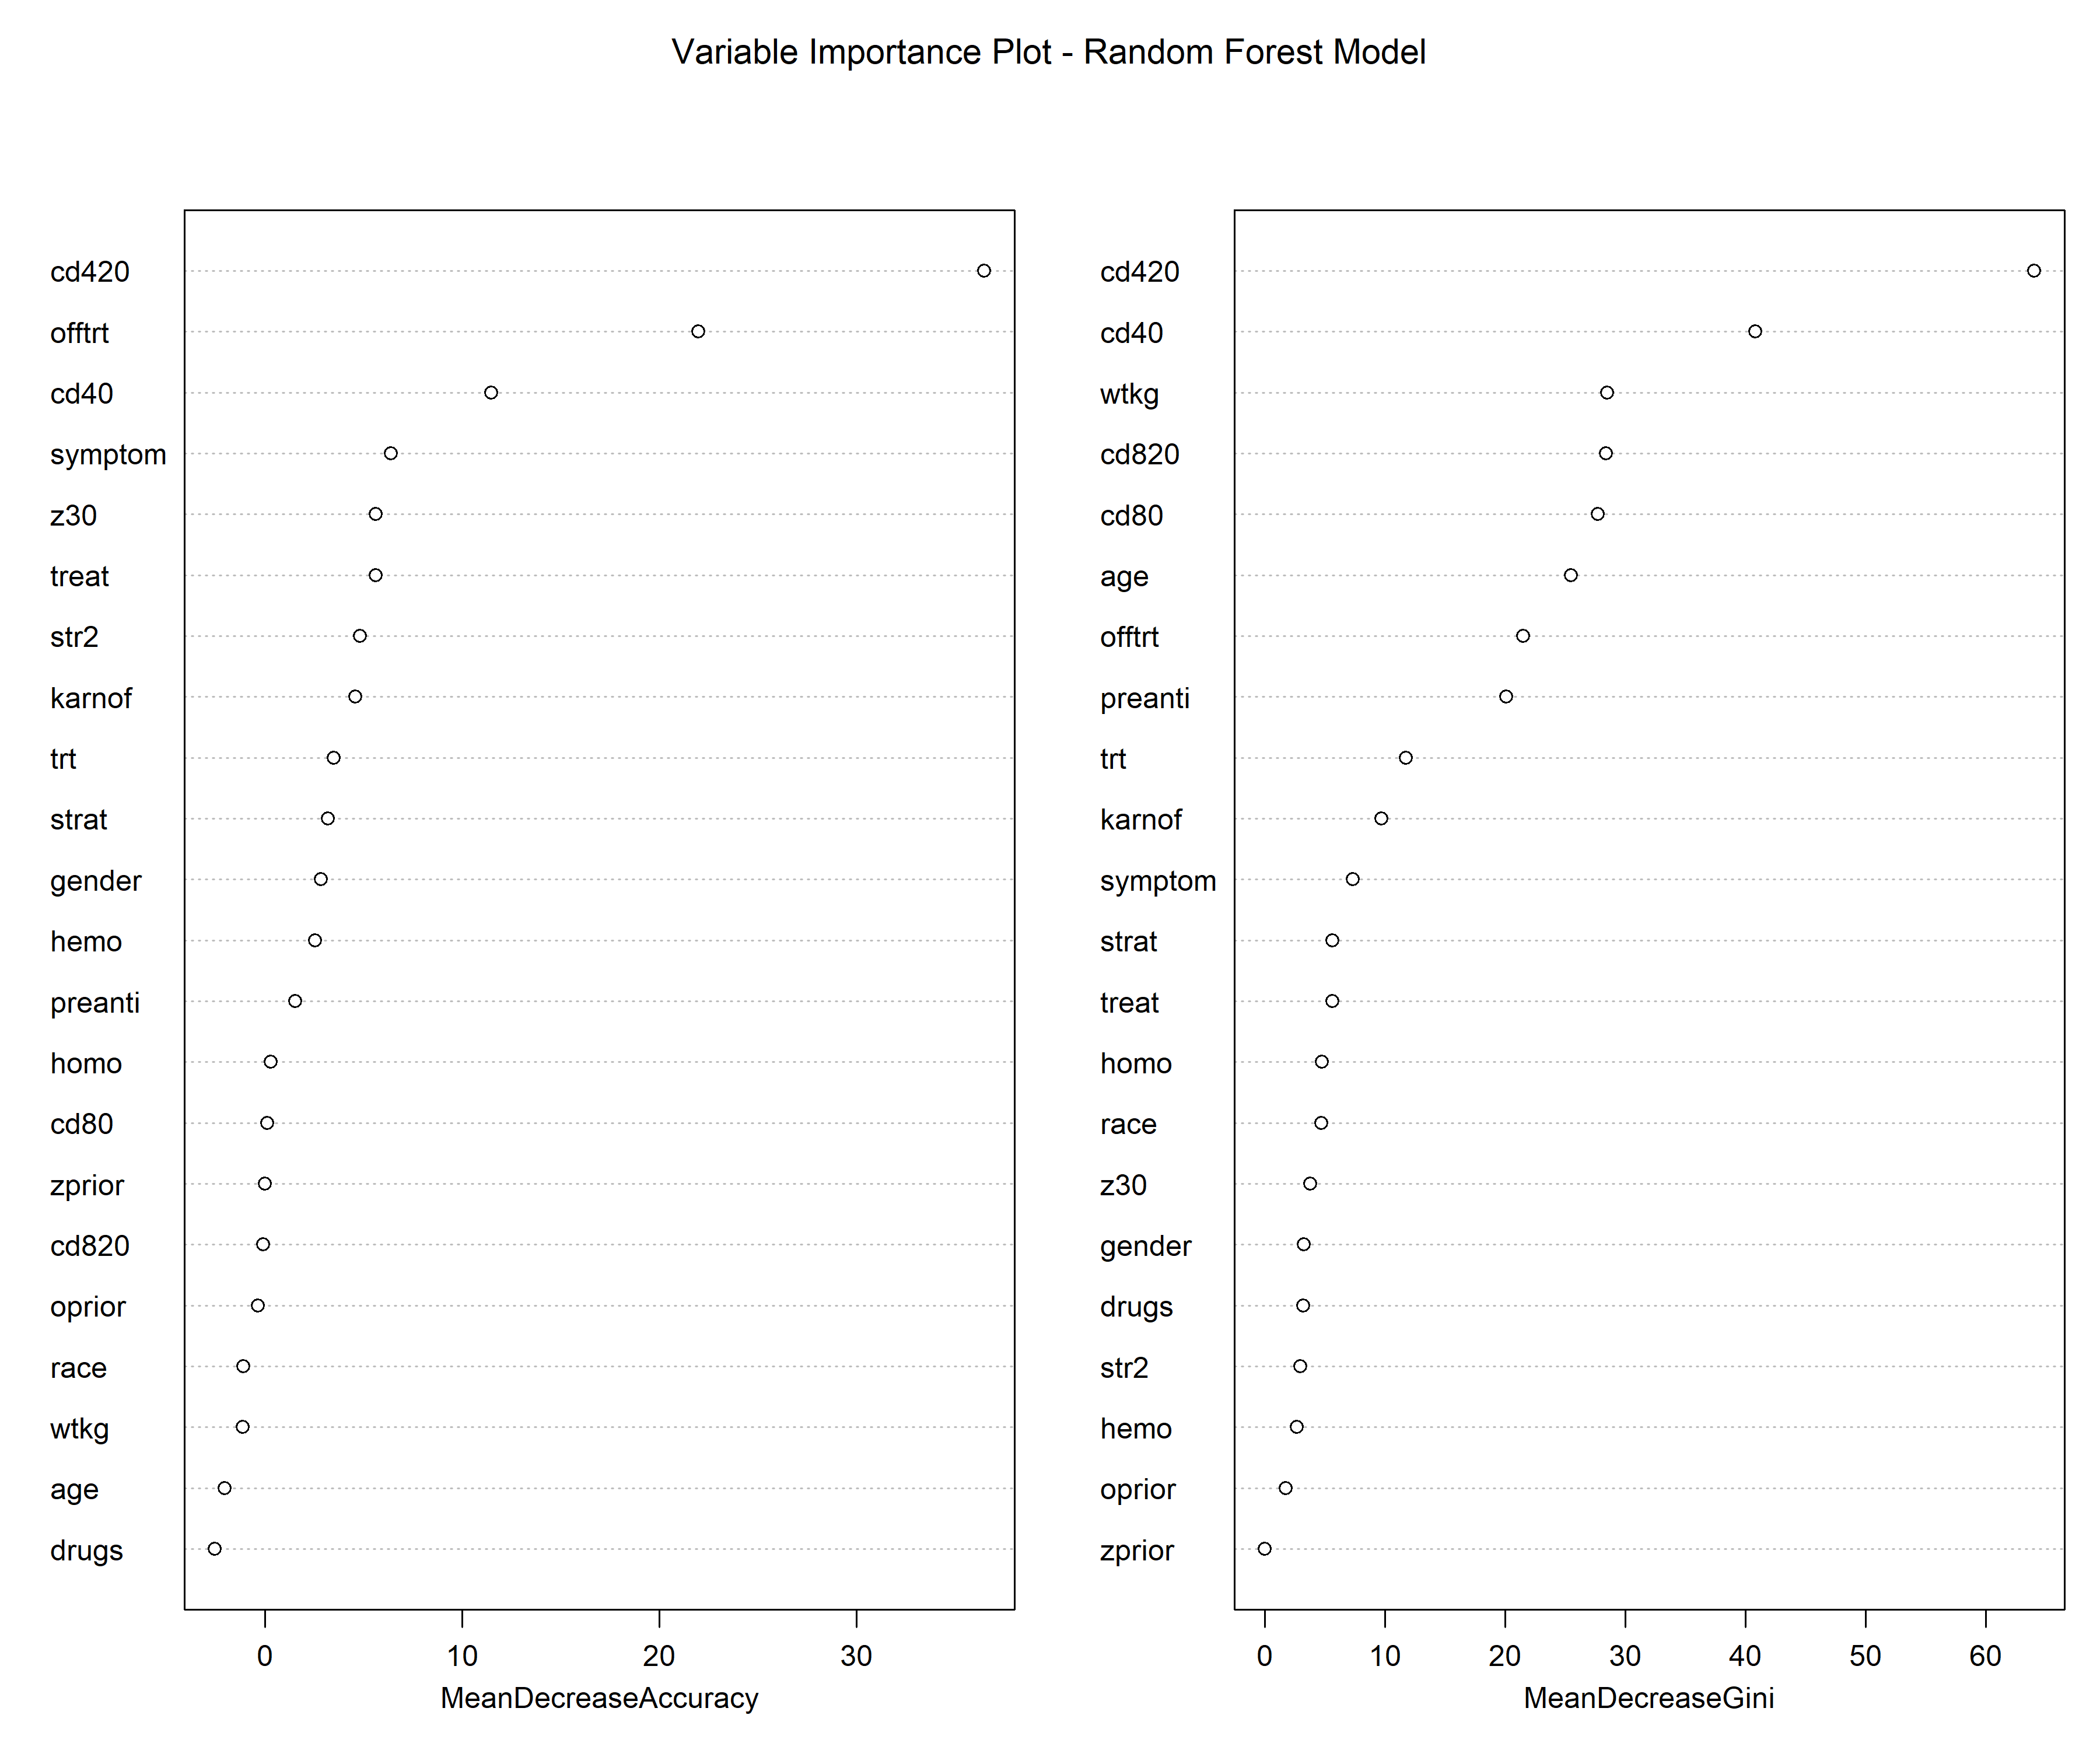 Variable Importance Plot - Random Forest Model
cd420
offtrt
cd40
symptom
z30
treat
str2
karnof
trt
strat
gender
hemo
preanti
homo
cd80
zprior
cd820
oprior
race
wtkg
age
drugs
0 10 20 30
MeanDecreaseAccuracy
cd420
cd40
wtkg
cd820
cd80
age
offtrt
preanti
trt
karnof
symptom
strat
treat
homo
race
z30
gender
drugs
str2
hemo
oprior
zprior
0 10 20 30 40 50 60
MeanDecreaseGini